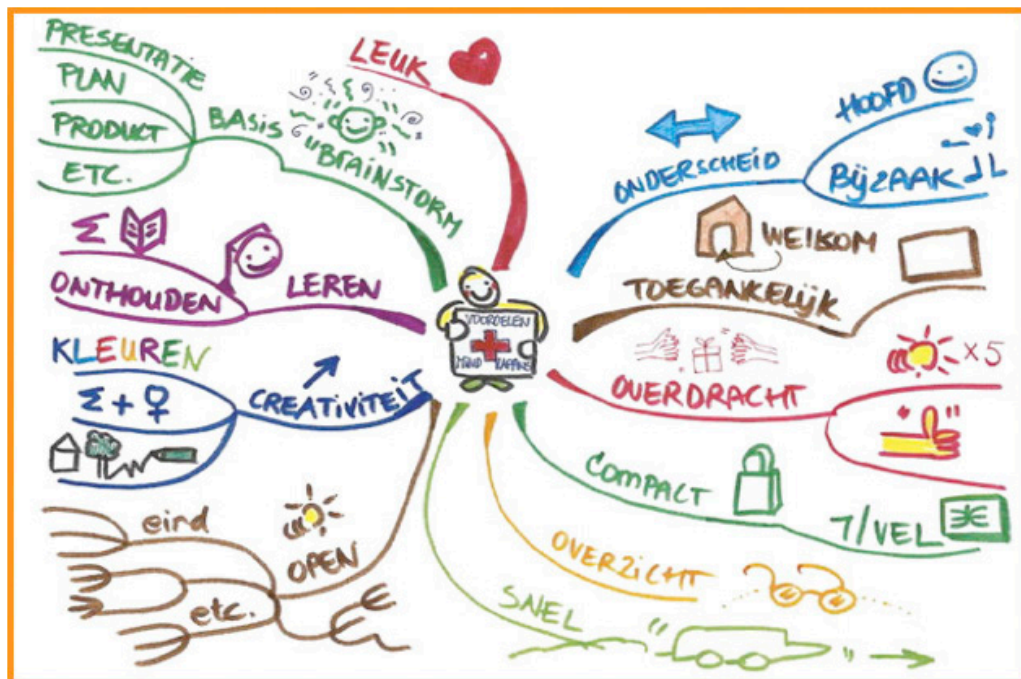 PRESENTATIE
PLAN
PRODUCT
ETC.
BASIS
"BRAINSTORM
LEUK
ONDERSCHEID
HOOFD
BIJZAAK
WELKOM
TOEGANKELIJK
OVERDRACHT
X5
COMPACT
1/VEL
OVERZICHT
SNEL
OPEN
eind
etc.
CREATIVITEIT
KLEUREN
Σ + ♀
LEREN
Σ
ONTHOUDEN
VOORDELEN
MIND MAPPING